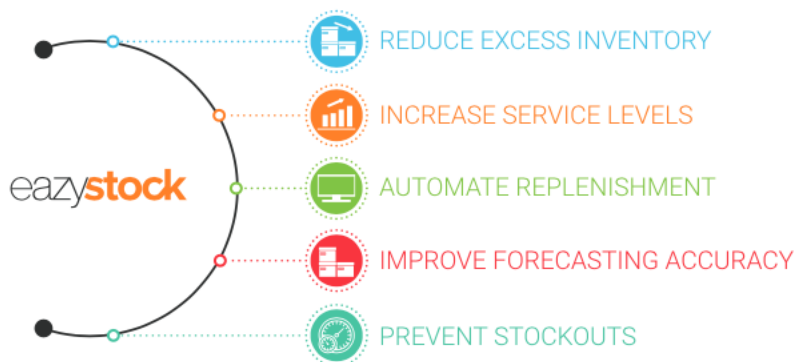 REDUCE EXCESS INVENTORY
INCREASE SERVICE LEVELS
eazystock
AUTOMATE REPLENISHMENT
IMPROVE FORECASTING ACCURACY
PREVENT STOCKOUTS